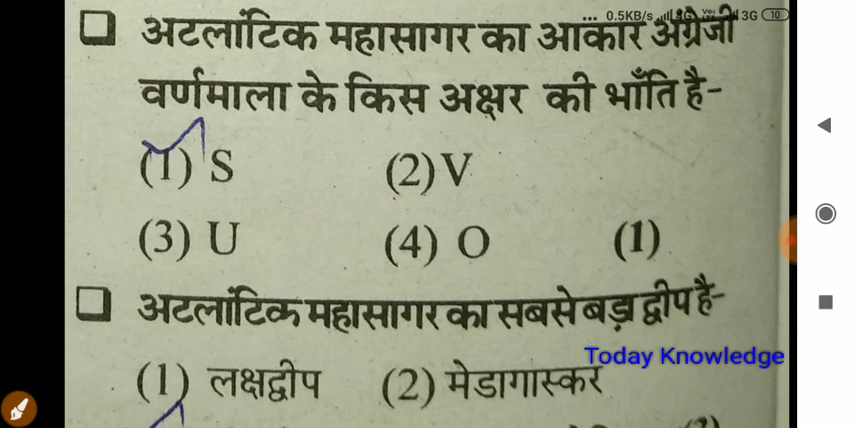 ... 0.5KB/s 4G 3G 10
अटलांटिक महासागर का आकार अंग्रेजी
वर्णमाला के किस अक्षर की भाँति है-
(1) S (2) V
(3) U (4) O (1)
अटलांटिक महासागर का सबसे बड़ा द्वीप है-
Today Knowledge
(1) लक्षद्वीप (2) मेडागास्कर